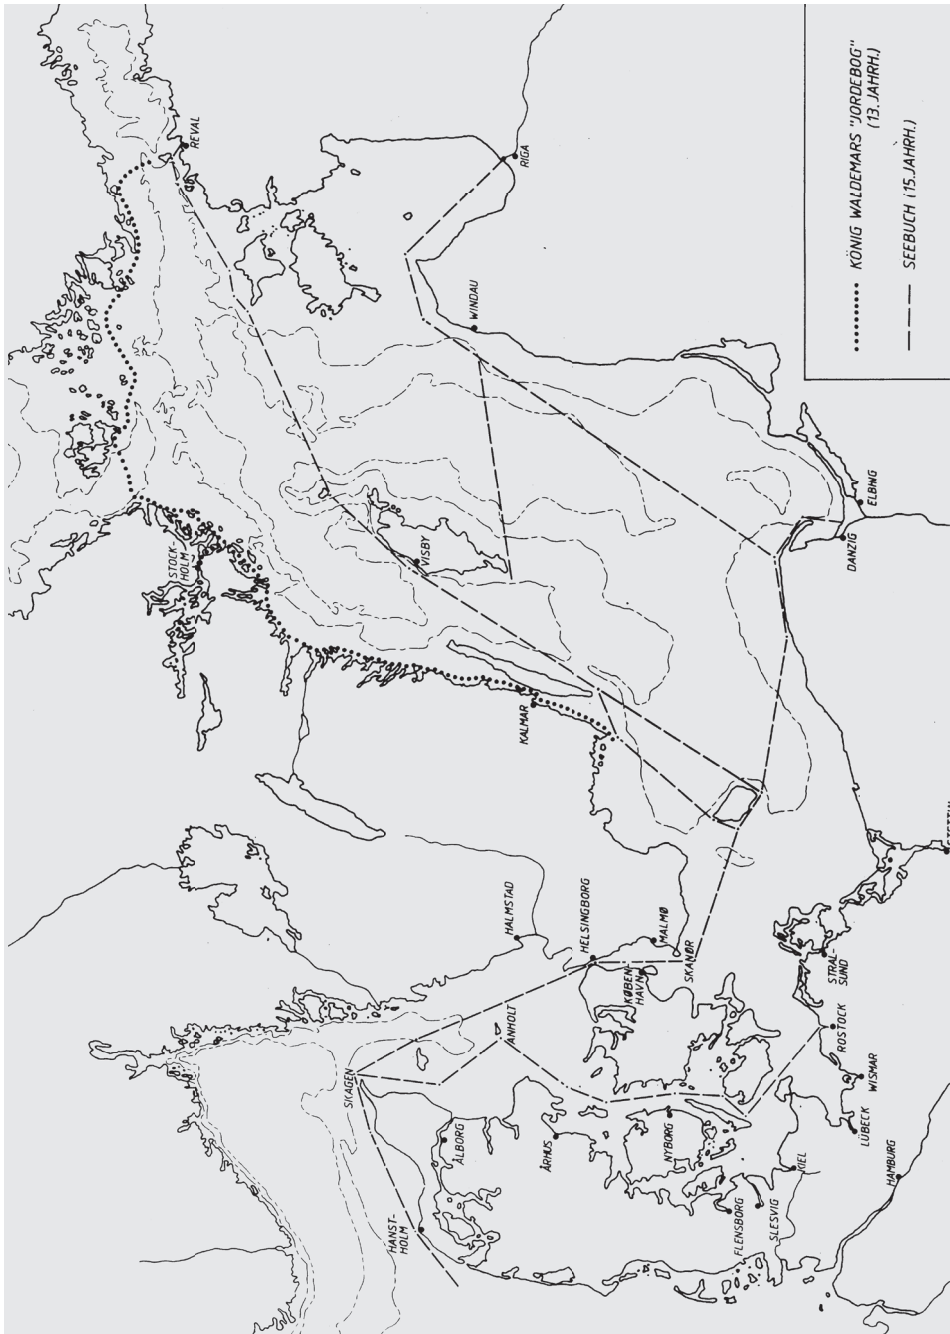 KÖNIG WALDEMARS "JORDEBOG"
(13. JAHRH.)
SEEBUCH (15.JAHRH.)
REVAL
RIGA
WINDAU
STOCK-
HOLM
VISBY
ELBING
DANZIG
KALMAR
HALMSTAD
HELSINGBORG
MALMØ
SKANØR
KØBEN-
HAVN
STRAL-
SUND
ROSTOCK
WISMAR
LÜBECK
HAMBURG
ANHOLT
SKAGEN
ÅLBORG
ÅRHUS
NYBORG
KIEL
SLESVIG
FLENSBORG
HANST-
HOLM